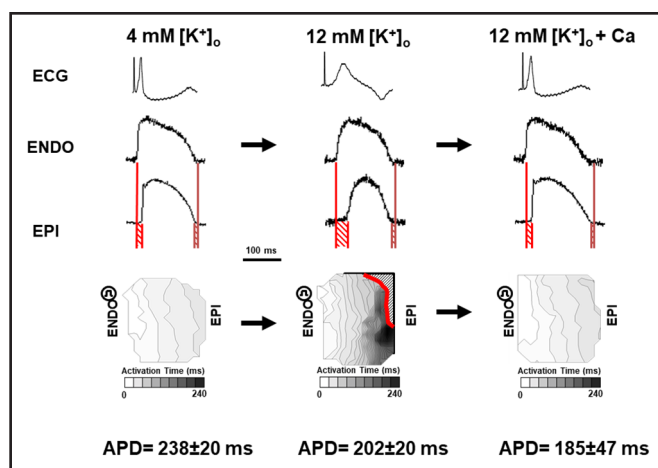 4 mM [K⁺]ₒ 12 mM [K⁺]ₒ 12 mM [K⁺]ₒ + Ca
ECG
ENDO
EPI
100 ms
ENDO EPI ENDO EPI ENDO EPI
Activation Time (ms) Activation Time (ms) Activation Time (ms)
0 240 0 240 0 240
APD= 238±20 ms APD= 202±20 ms APD= 185±47 ms